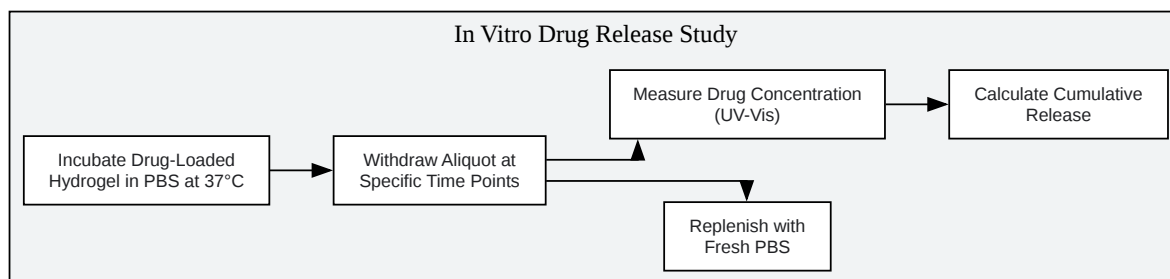 In Vitro Drug Release Study
Incubate Drug-Loaded
Hydrogel in PBS at 37°C
Withdraw Aliquot at
Specific Time Points
Measure Drug Concentration
(UV-Vis)
Calculate Cumulative
Release
Replenish with
Fresh PBS